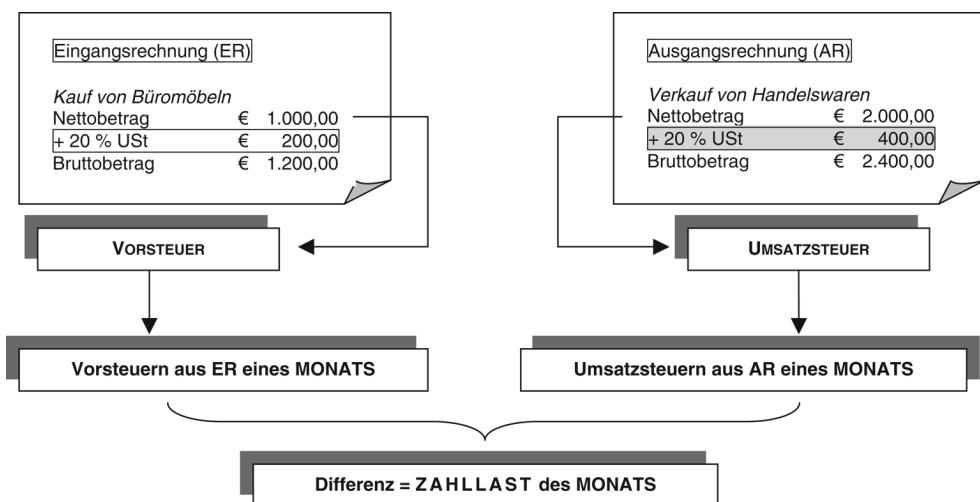 Eingangsrechnung (ER)
Kauf von Büromöbeln
Nettobetrag € 1.000,00
+ 20 % USt € 200,00
Bruttobetrag € 1.200,00
Ausgangsrechnung (AR)
Verkauf von Handelswaren
Nettobetrag € 2.000,00
+ 20 % USt € 400,00
Bruttobetrag € 2.400,00
VORSTEUER
UMSATZSTEUER
Vorsteuern aus ER eines MONATS
Umsatzsteuern aus AR eines MONATS
Differenz = ZAHLLAST des MONATS